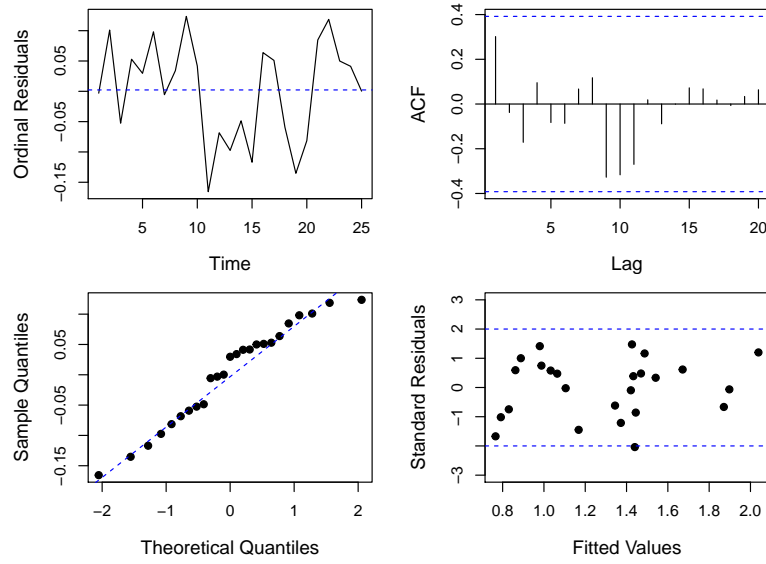 Ordinal Residuals
0.05
−0.05
−0.15
5 10 15 20 25
Time
ACF
0.4
0.2
0.0
−0.2
−0.4
5 10 15 20
Lag
Sample Quantiles
0.05
−0.05
−0.15
−2 −1 0 1 2
Theoretical Quantiles
Standard Residuals
3
2
1
0
−1
−3
0.8 1.0 1.2 1.4 1.6 1.8 2.0
Fitted Values